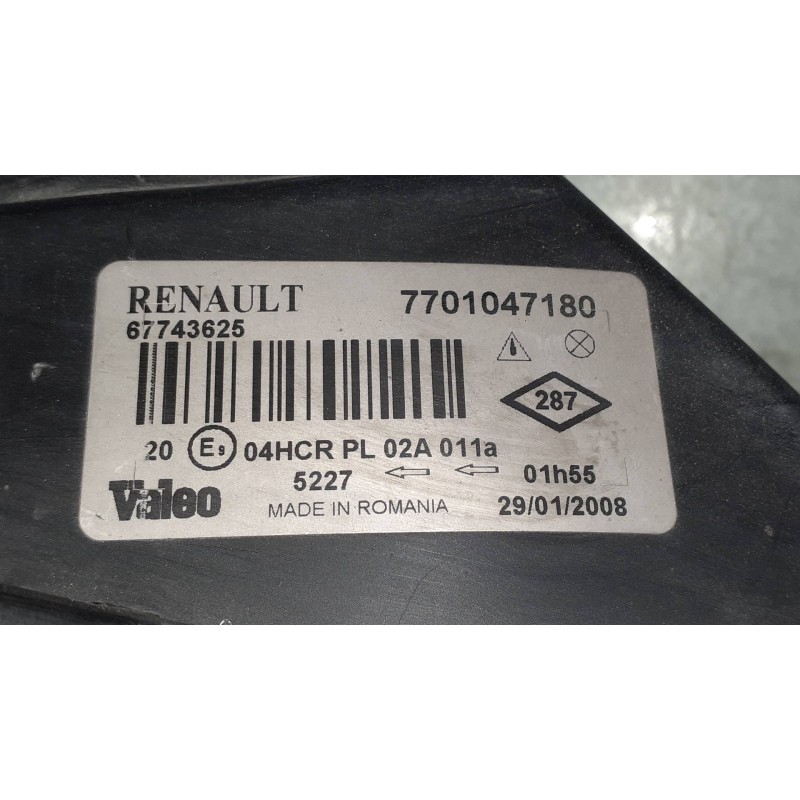 RENAULT 7701047180
67743625
287
20 E9 04HCR PL 02A 011a
5227 ← ← 01h55
Valeo MADE IN ROMANIA 29/01/2008